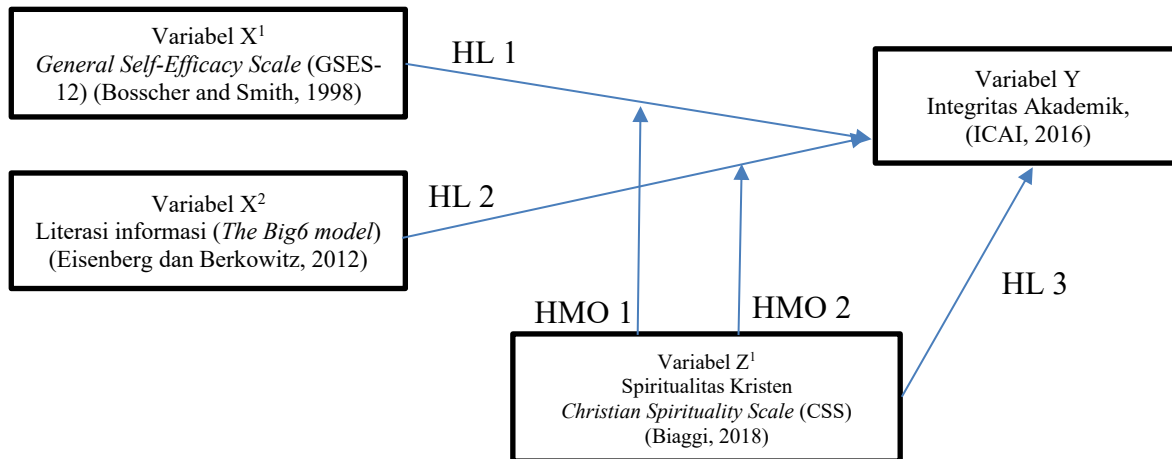 Variabel X¹
General Self-Efficacy Scale (GSES-
12) (Bosscher and Smith, 1998)
HL 1
Variabel Y
Integritas Akademik,
(ICAI, 2016)
Variabel X²
Literasi informasi (The Big6 model)
(Eisenberg dan Berkowitz, 2012)
HL 2
HL 3
HMO 1
HMO 2
Variabel Z¹
Spiritualitas Kristen
Christian Spirituality Scale (CSS)
(Biaggi, 2018)